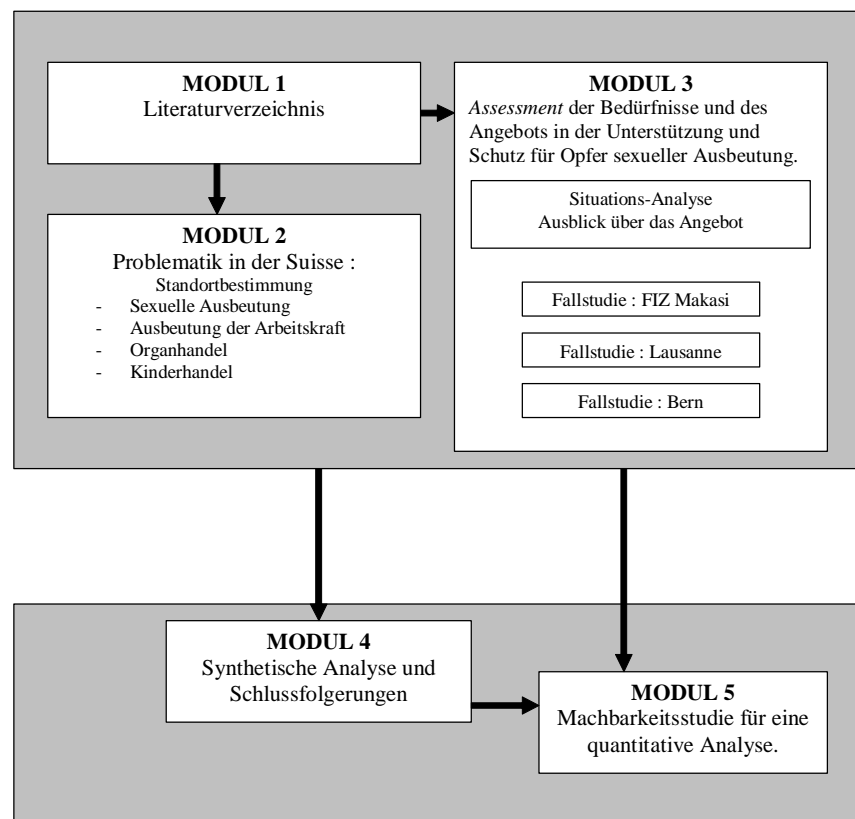 MODUL 1
Literaturverzeichnis
MODUL 2
Problematik in der Suisse :
Standortbestimmung
- Sexuelle Ausbeutung
- Ausbeutung der Arbeitskraft
- Organhandel
- Kinderhandel
MODUL 3
Assessment der Bedürfnisse und des
Angebots in der Unterstützung und
Schutz für Opfer sexueller Ausbeutung.
Situations-Analyse
Ausblick über das Angebot
Fallstudie : FIZ Makasi
Fallstudie : Lausanne
Fallstudie : Bern
MODUL 4
Synthetische Analyse und
Schlussfolgerungen
MODUL 5
Machbarkeitsstudie für eine
quantitative Analyse.